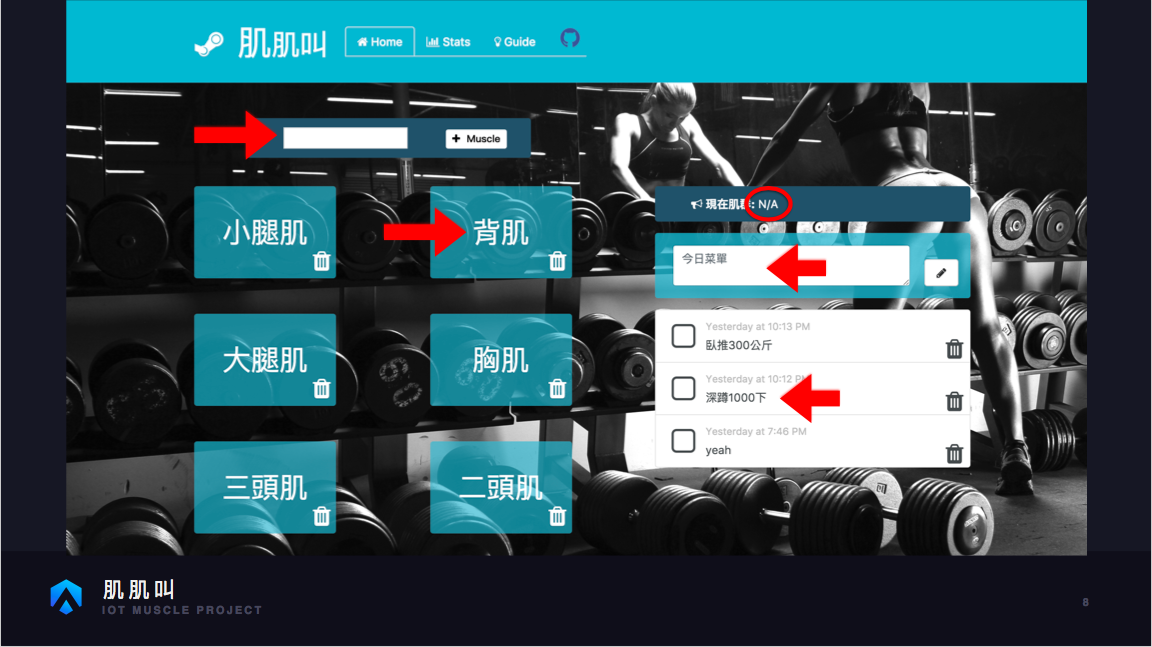 肌肌叫
Home
Stats
Guide
+ Muscle
小腿肌
背肌
大腿肌
胸肌
三頭肌
二頭肌
現在肌群: N/A
今日菜單
Yesterday at 10:13 PM
臥推300公斤
Yesterday at 10:12 PM
深蹲1000下
Yesterday at 7:46 PM
yeah
肌肌叫
IOT MUSCLE PROJECT
8